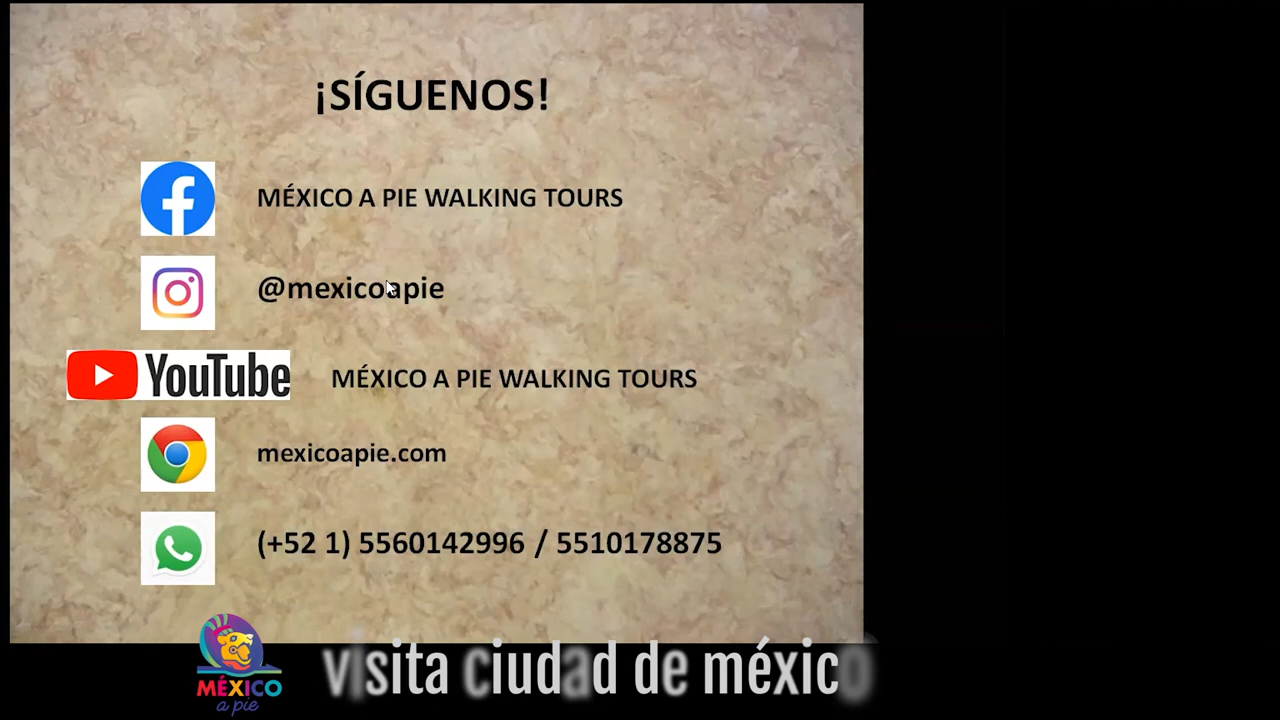 ¡SÍGUENOS!
MÉXICO A PIE WALKING TOURS
@mexicoapie
YouTube
MÉXICO A PIE WALKING TOURS
mexicoapie.com
(+52 1) 5560142996 / 5510178875
MÉXICO
a pie
visita ciudad de méxico